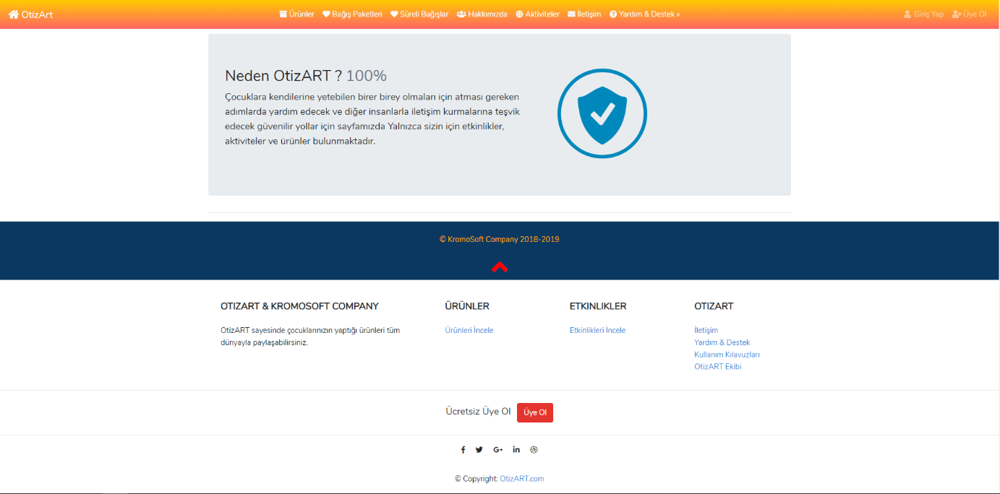 OtizArt
Ürünler
Bağış Paketleri
Süreli Bağışlar
Hakkımızda
Aktiviteler
İletişim
Yardım & Destek »
Giriş Yap
Üye Ol
Neden OtizART ? 100%
Çocuklara kendilerine yetebilen birer birey olmaları için atması gereken
adımlarda yardım edecek ve diğer insanlarla iletişim kurmalarına teşvik
edecek güvenilir yollar için sayfamızda Yalnızca sizin için etkinlikler,
aktiviteler ve ürünler bulunmaktadır.
© KromoSoft Company 2018-2019
OTIZART & KROMOSOFT COMPANY
OtizART sayesinde çocuklarınızın yaptığı ürünleri tüm
dünyayla paylaşabilirsiniz.
ÜRÜNLER
Ürünleri İncele
ETKINLIKLER
Etkinlikleri İncele
OTIZART
İletişim
Yardım & Destek
Kullanım Kılavuzları
OtizART Ekibi
Ücretsiz Üye Ol
Üye Ol
© Copyright: OtizART.com